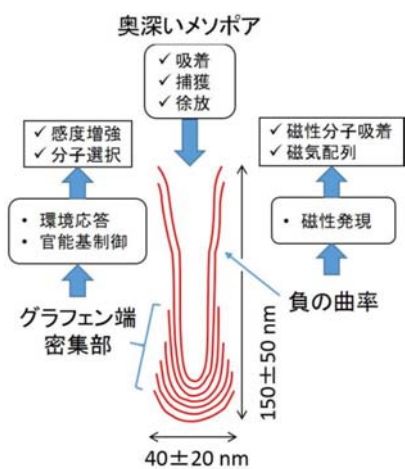 奥深いメソポア
✓ 吸着
✓ 捕獲
✓ 徐放
✓ 感度増強
✓ 分子選択
✓ 磁性分子吸着
✓ 磁気配列
• 環境応答
• 官能基制御
• 磁性発現
グラフェン端
密集部
負の曲率
150±50 nm
40±20 nm